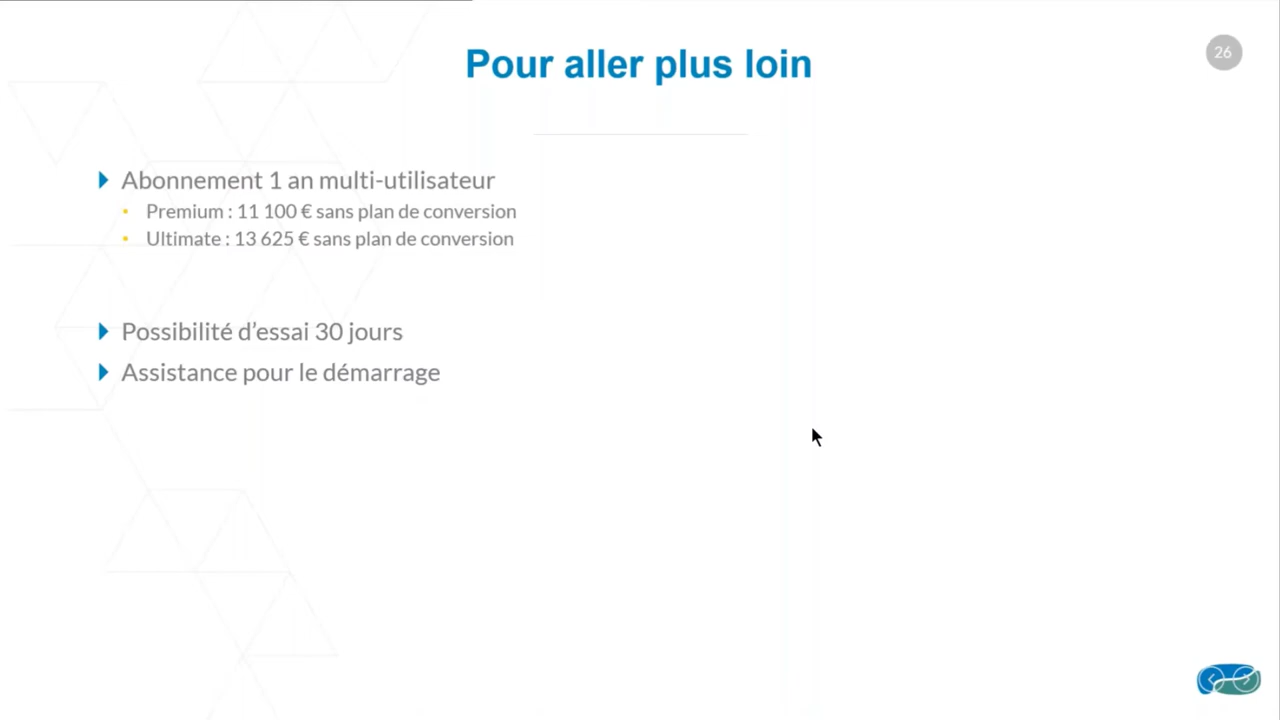 Pour aller plus loin
26
Abonnement 1 an multi-utilisateur
Premium : 11 100 € sans plan de conversion
Ultimate : 13 625 € sans plan de conversion
Possibilité d’essai 30 jours
Assistance pour le démarrage